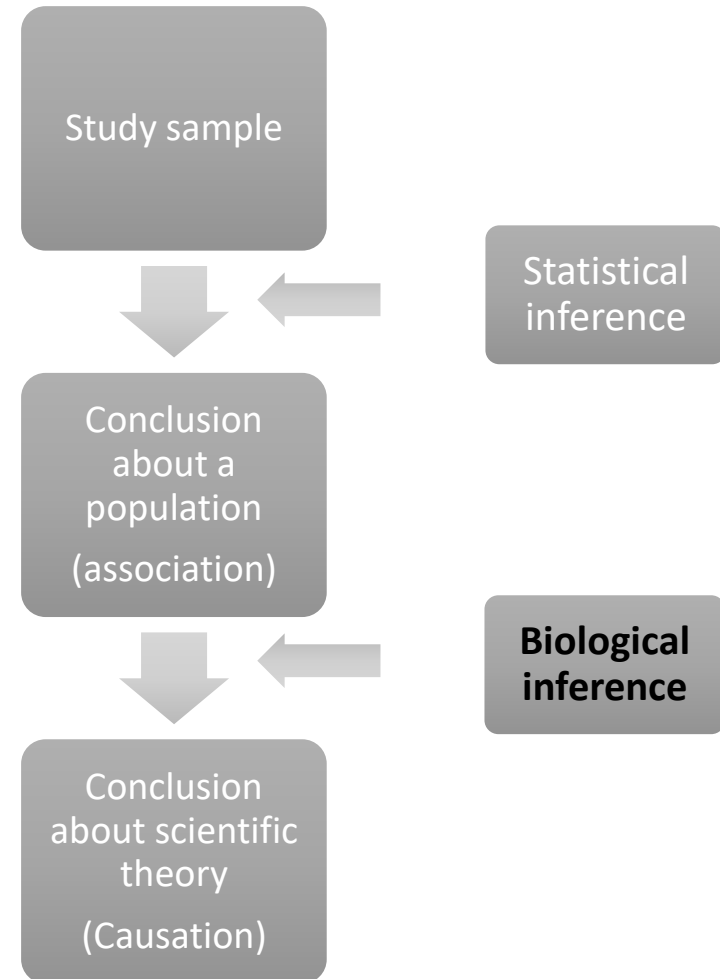 Study sample
Statistical
inference
Conclusion
about a
population
(association)
Biological
inference
Conclusion
about scientific
theory
(Causation)